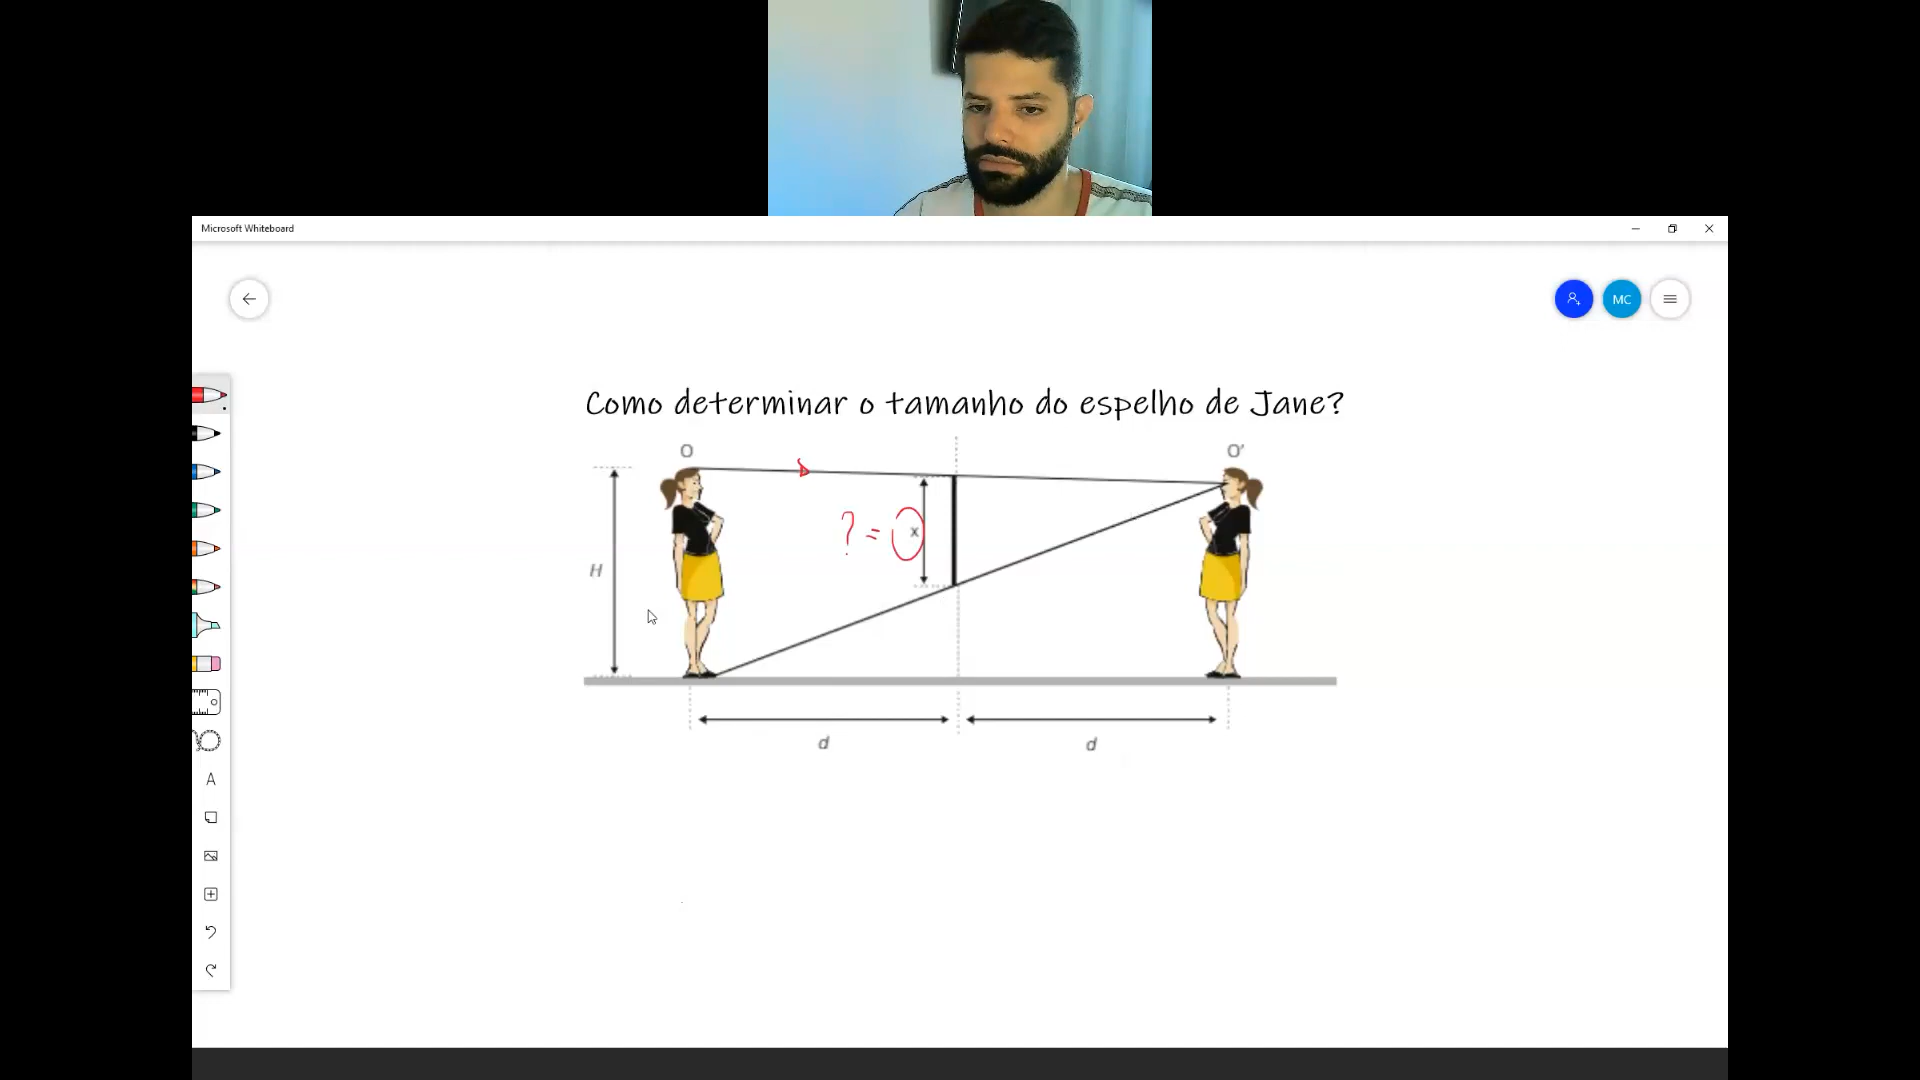 Microsoft Whiteboard
MC
Como determinar o tamanho do espelho de Jane?
O
O'
? = x
H
d
d
A